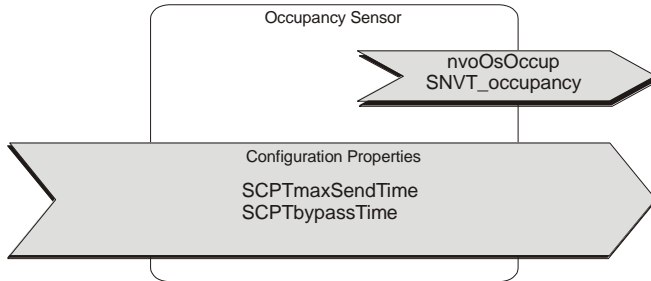 Occupancy Sensor
nvoOsOccup
SNVT_occupancy
Configuration Properties
SCPTmaxSendTime
SCPTbypassTime